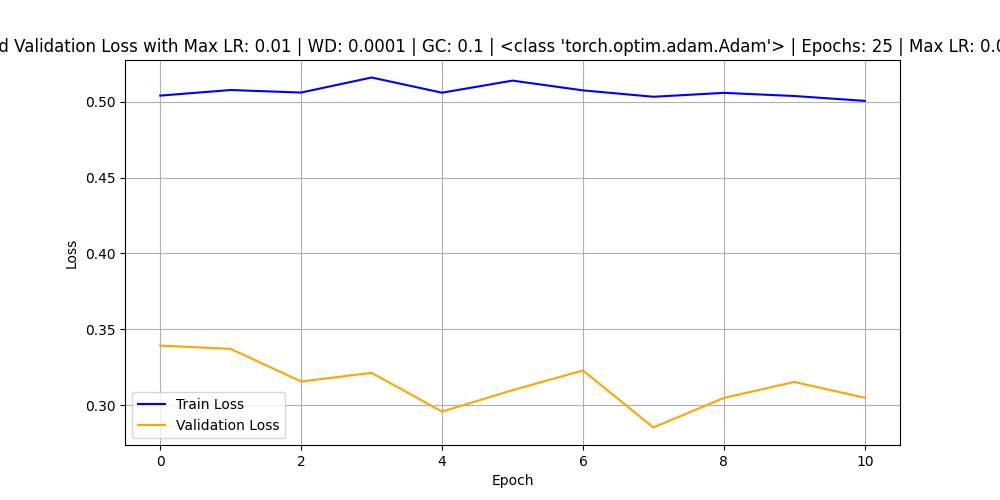 d Validation Loss with Max LR: 0.01 | WD: 0.0001 | GC: 0.1 | <class 'torch.optim.adam.Adam'> | Epochs: 25 | Max LR: 0.0
0.50
0.45
0.40
0.35
0.30
Loss
Train Loss
Validation Loss
0 2 4 6 8 10
Epoch